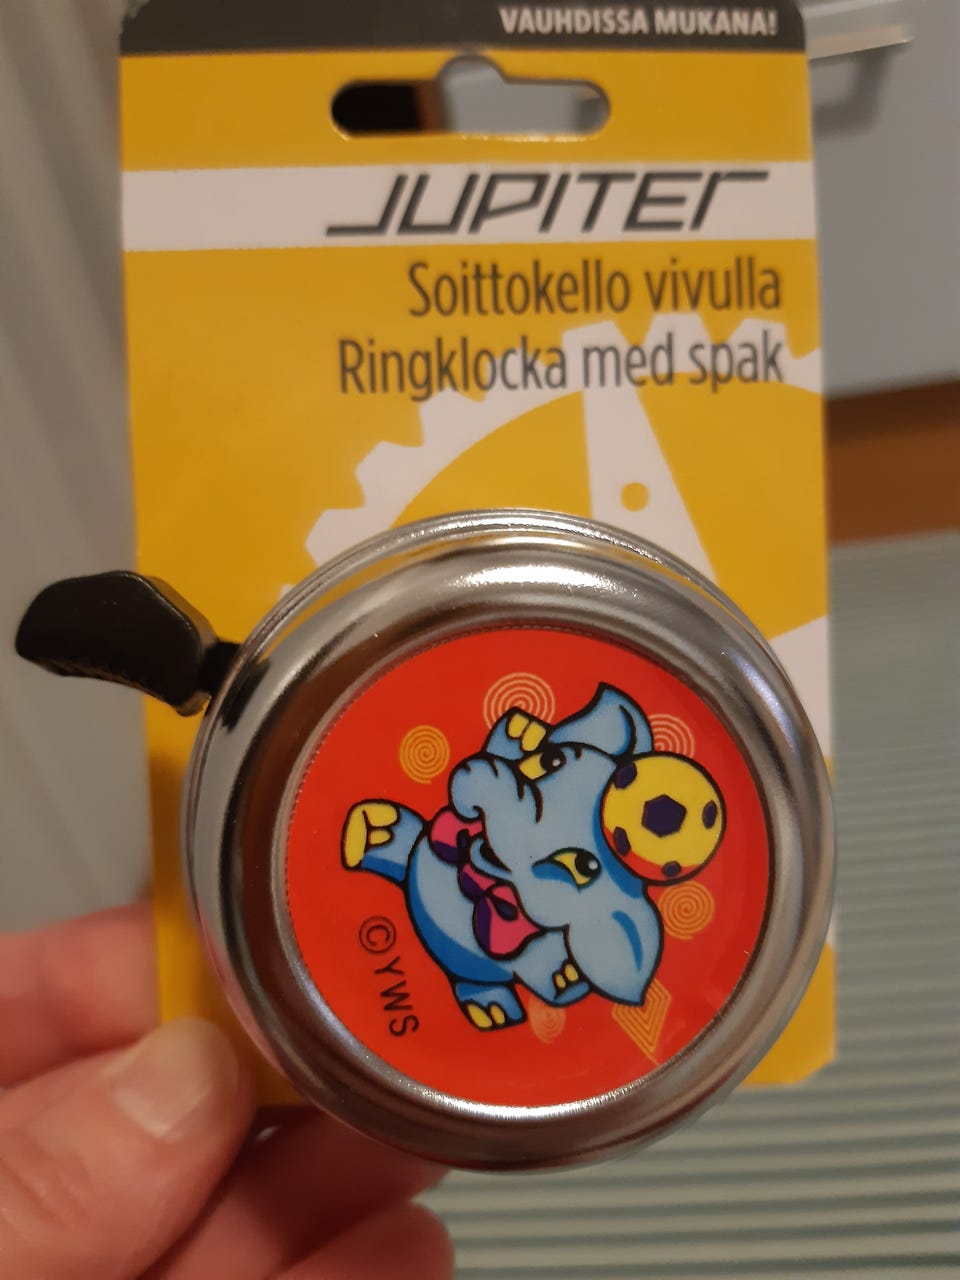 VAUHDISSA MUKANA!
JUPITER
Soittokello vivulla
Ringklocka med spak
©YWS